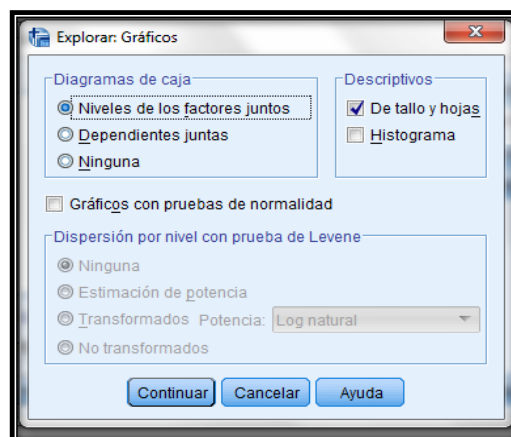 Explorar: Gráficos
Diagramas de caja
Niveles de los factores juntos
Dependientes juntas
Ninguna
Descriptivos
De tallo y hojas
Histograma
Gráficos con pruebas de normalidad
Dispersión por nivel con prueba de Levene
Ninguna
Estimación de potencia
Transformados Potencia: Log natural
No transformados
Continuar Cancelar Ayuda